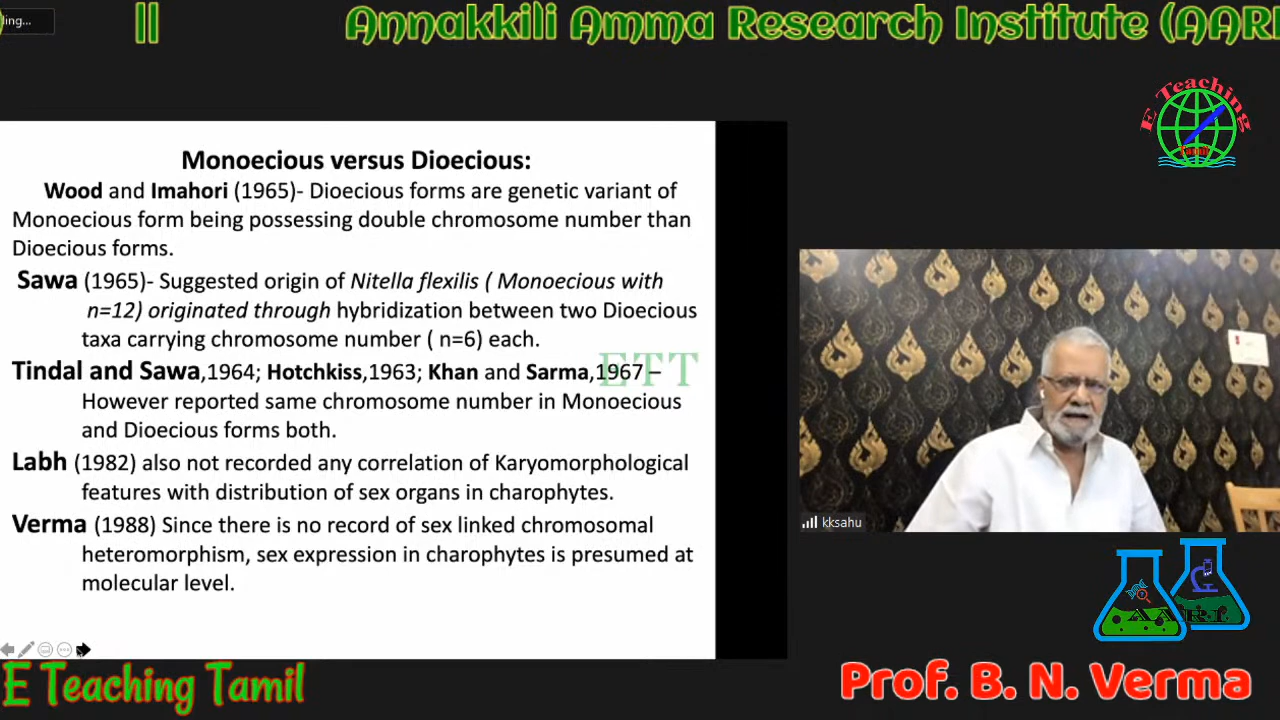 ling...
|| Annakkili Amma Research Institute (AARI
E Teaching
Tamil
Monoecious versus Dioecious:
Wood and Imahori (1965)- Dioecious forms are genetic variant of
Monoecious form being possessing double chromosome number than
Dioecious forms.
Sawa (1965)- Suggested origin of Nitella flexilis ( Monoecious with
n=12) originated through hybridization between two Dioecious
taxa carrying chromosome number ( n=6) each.
Tindal and Sawa,1964; Hotchkiss,1963; Khan and Sarma,1967 –
ETT
However reported same chromosome number in Monoecious
and Dioecious forms both.
Labh (1982) also not recorded any correlation of Karyomorphological
features with distribution of sex organs in charophytes.
Verma (1988) Since there is no record of sex linked chromosomal
heteromorphism, sex expression in charophytes is presumed at
molecular level.
kksahu
AARI
E Teaching Tamil
Prof. B. N. Verma